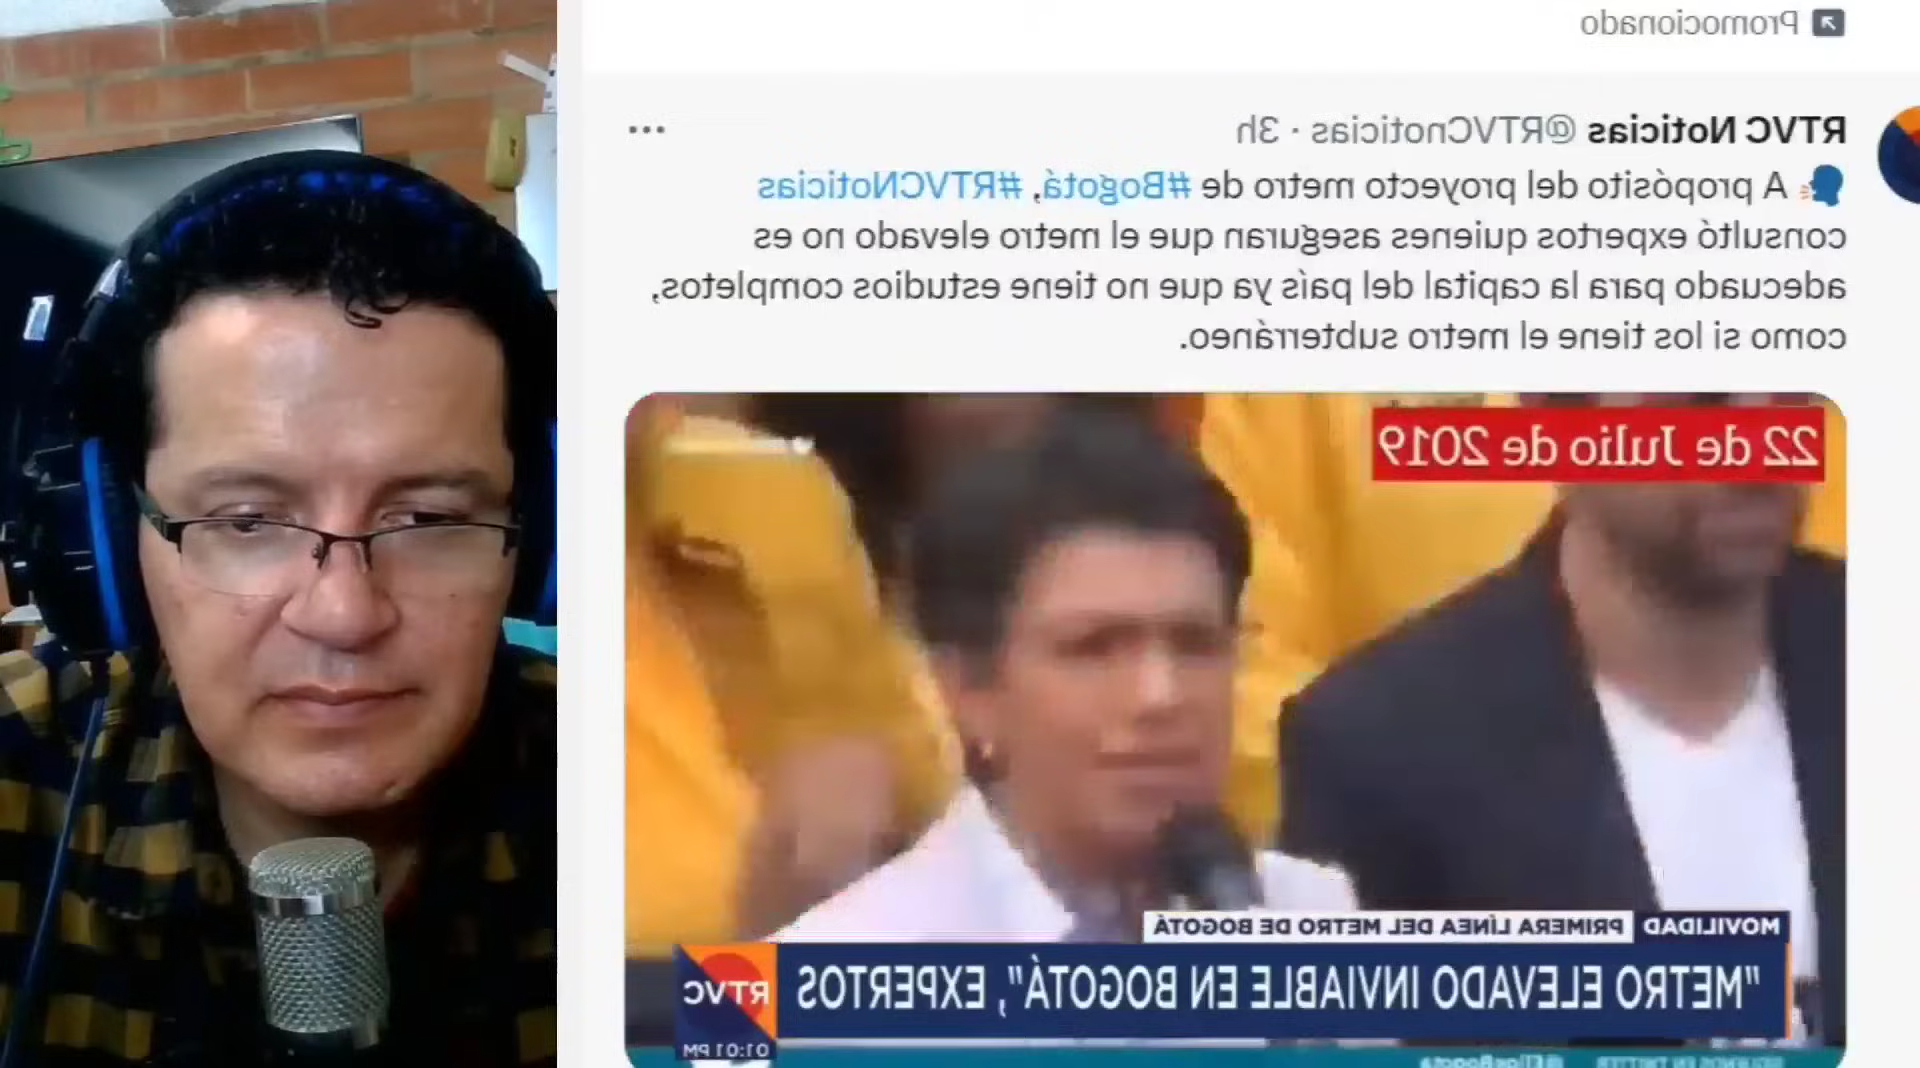 Promocionado
RTVC Noticias @RTVCnoticias · 3h
A propósito del proyecto metro de #Bogotá, #RTVCNoticias
consultó expertos quienes aseguran que el metro elevado no es
adecuado para la capital del país ya que no tiene estudios completos,
como si los tiene el metro subterráneo.
22 de Julio de 2019
MOVILIDAD PRIMERA LÍNEA DEL METRO DE BOGOTÁ
"METRO ELEVADO INVIABLE EN BOGOTÁ", EXPERTOS
RTVC
01:01 PM